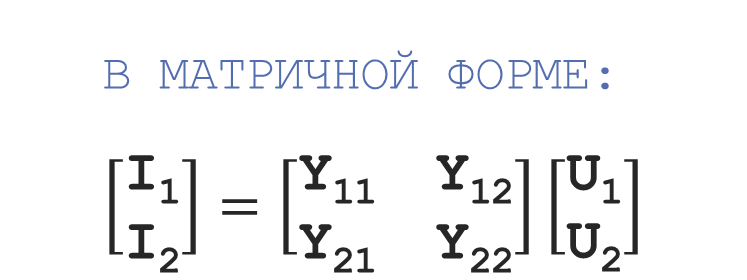 В МАТРИЧНОЙ ФОРМЕ:
[I₁] = [Y₁₁ Y₁₂] [U₁]
[I₂] [Y₂₁ Y₂₂] [U₂]